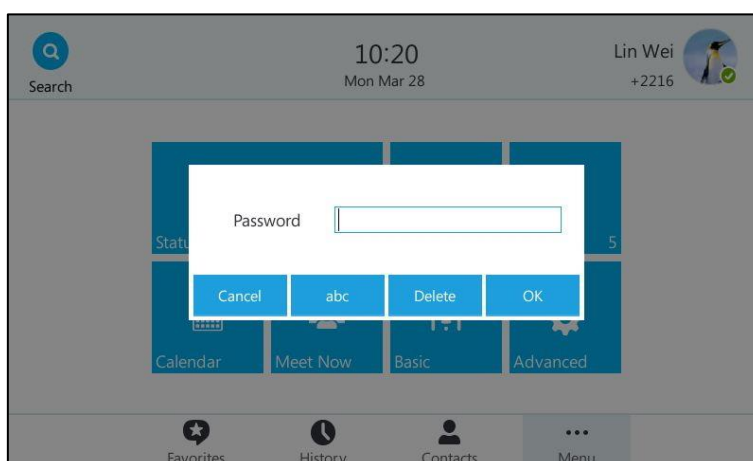 10:20
Lin Wei
Search
Mon Mar 28
+2216
Password
Statu
5
Cancel
abc
Delete
OK
Calendar
Meet Now
Basic
Advanced
Favorites
History
Contacts
Menu